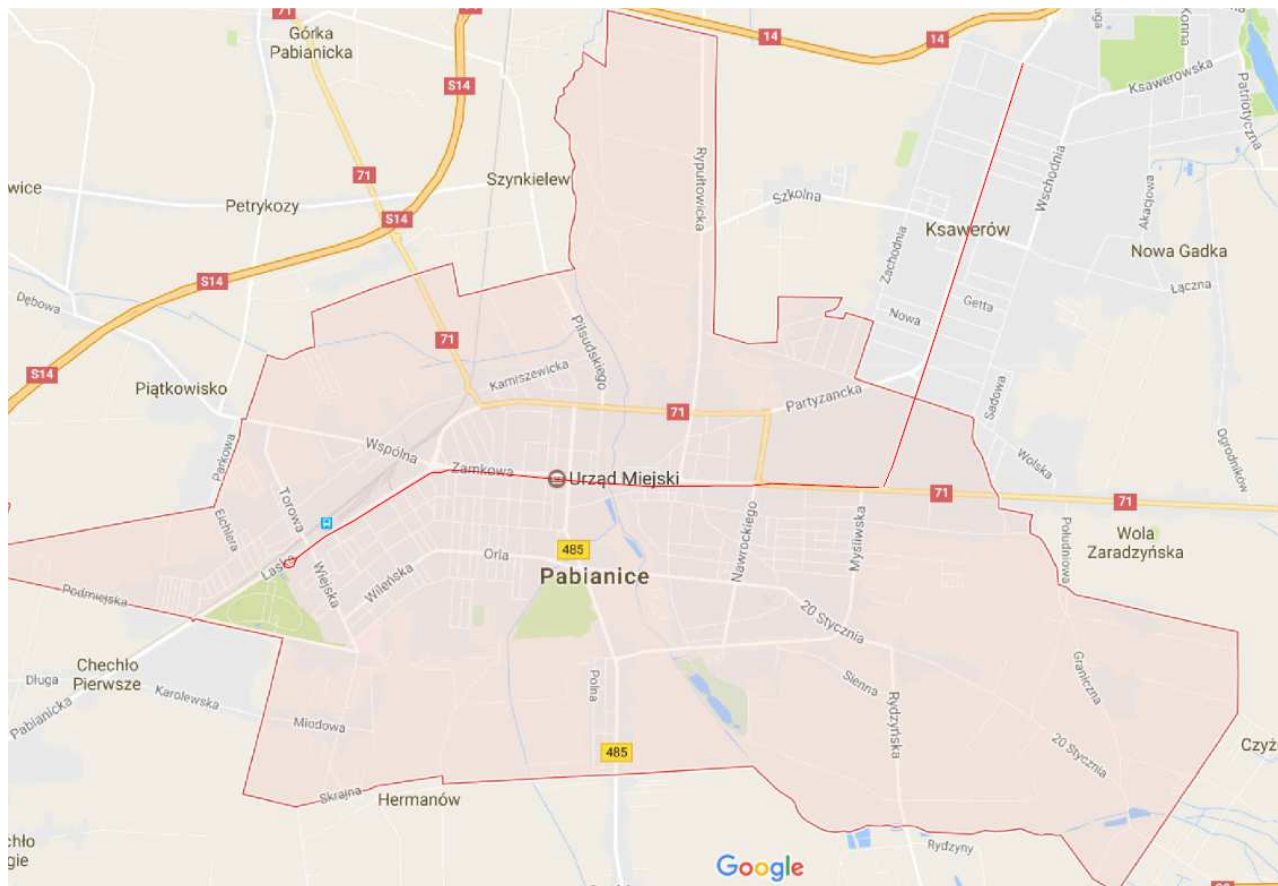 71
Górka
Pabianicka
14
14
Konna
Ksawerowska
Patriotyczna
S14
71
Szynkielew
Rypułtowicka
Wschodnia
Petrykozy
Szkolna
Akacjowa
S14
Ksawerów
Zachodnia
Nowa Gadka
S14
Łączna
Dębowa
Getta
Nowa
Piłsudskiego
71
S14
Piątkowisko
Kamiszewicka
Partyzancka
71
Sadowa
Ogrodników
Parkowa
Wspólna
Zamkowa
Urząd Miejski
Wolska
71
71
Torowa
Eichlera
Nawrockiego
Myśliwska
Południowa
Wola
Zaradzyńska
Łaska
Orla
485
Pabianice
Wiejska
Wileńska
Podmiejska
20 Stycznia
Chechło
Pierwsze
Długa
Karolewska
Pabianicka
Miodowa
Polna
Sienna
Rydzyńska
Graniczna
485
20 Stycznia
Skrajna
Hermanów
Rydzyny
Google